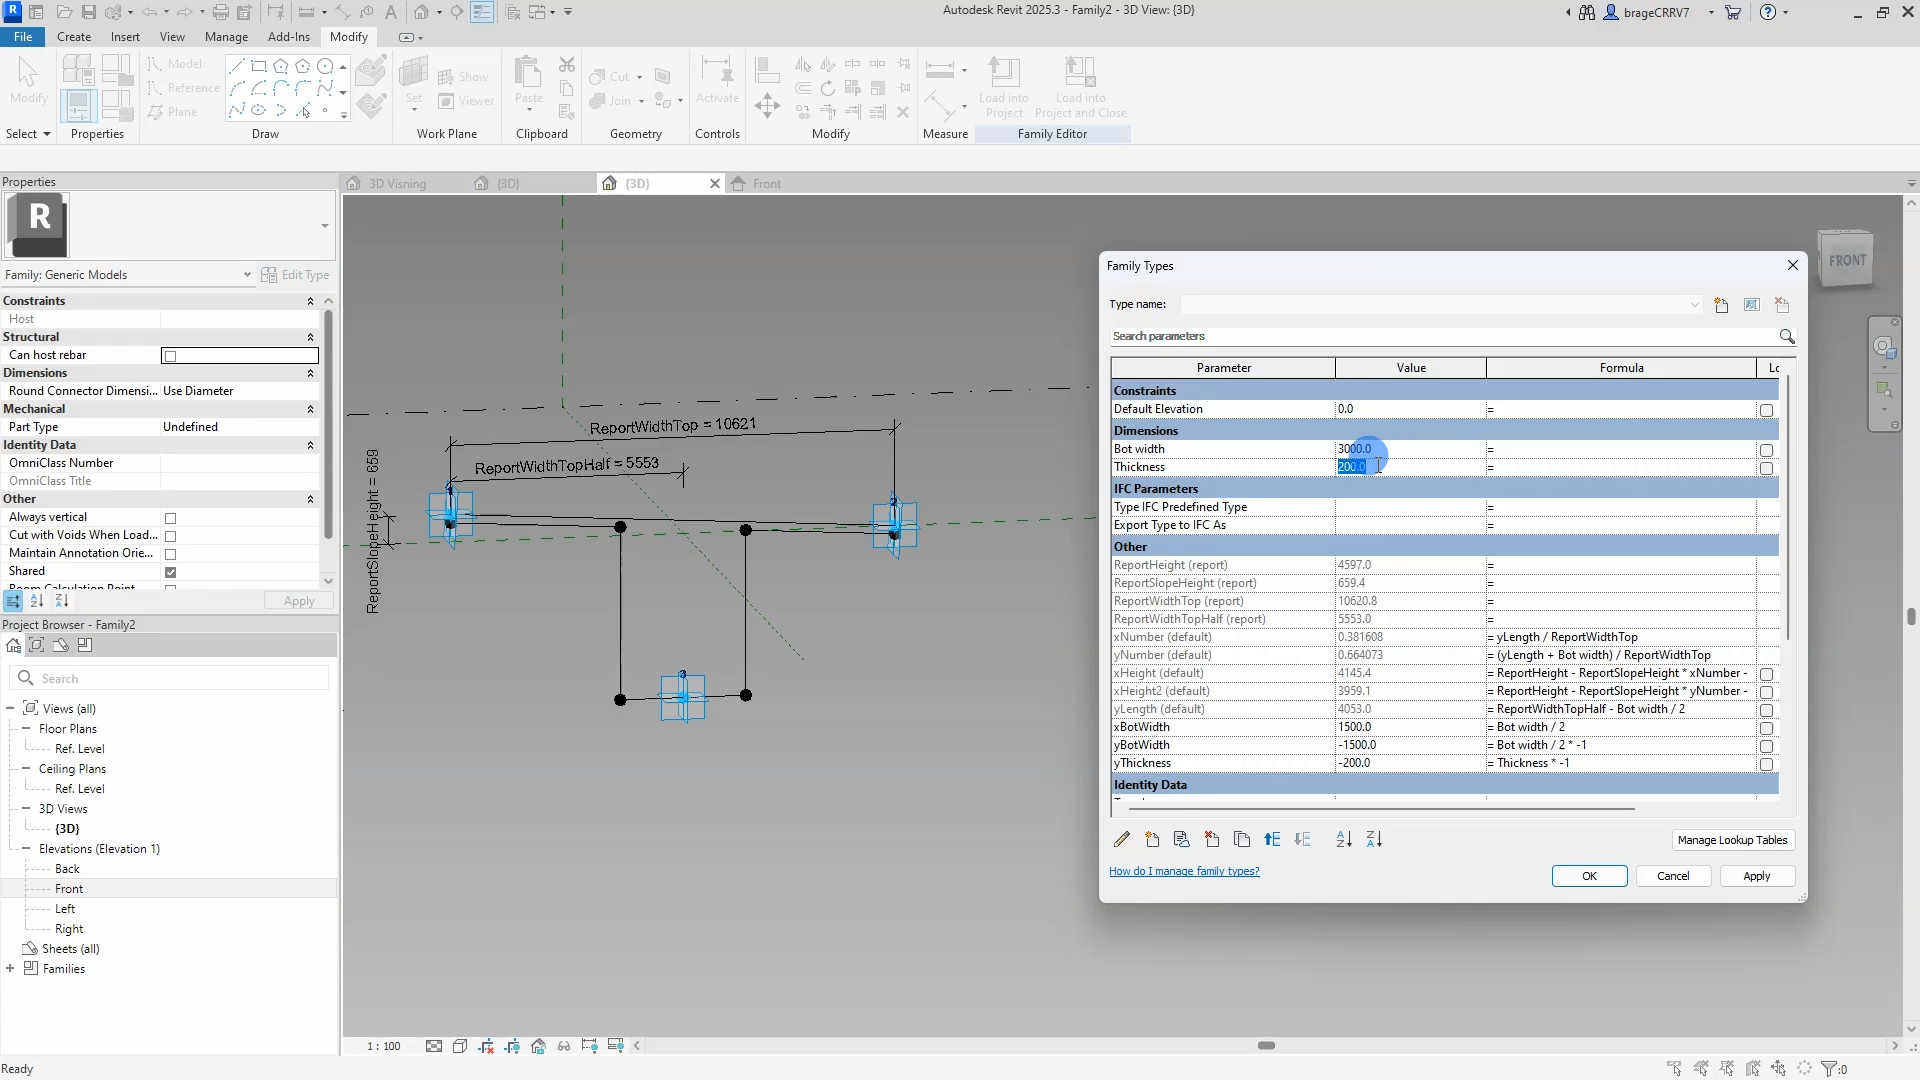 Autodesk Revit 2025.3 - Family2 - 3D View: {3D}
brageCRRV7
File
Create
Insert
View
Manage
Add-Ins
Modify
Modify
Model
Reference
Plane
Set
Show
Viewer
Paste
Cut
Join
Activate
Load into
Project
Load into
Project and Close
Select
Properties
Draw
Work Plane
Clipboard
Geometry
Controls
Modify
Measure
Family Editor
Properties
R
Family: Generic Models
Edit Type
Constraints
Host
Structural
Can host rebar
Dimensions
Round Connector Dimensi... Use Diameter
Mechanical
Part Type Undefined
Identity Data
OmniClass Number
OmniClass Title
Other
Always vertical
Cut with Voids When Load...
Maintain Annotation Orie...
Shared
Apply
Project Browser - Family2
Search
Views (all)
Floor Plans
Ref. Level
Ceiling Plans
Ref. Level
3D Views
{3D}
Elevations (Elevation 1)
Back
Front
Left
Right
Sheets (all)
Families
Ready
3D Visning
{3D}
{3D}
Front
ReportWidthTop = 10621
ReportWidthTopHalf = 5553
ReportSlopeHeight = 659
2
3
FRONT
1 : 100
:0
Family Types
Type name:
Search parameters
Parameter Value Formula Lo
Constraints
Default Elevation 0.0 =
Dimensions
Bot width 3000.0 =
Thickness 200.0 =
IFC Parameters
Type IFC Predefined Type =
Export Type to IFC As =
Other
ReportHeight (report) 4597.0 =
ReportSlopeHeight (report) 659.4 =
ReportWidthTop (report) 10620.8 =
ReportWidthTopHalf (report) 5553.0 =
xNumber (default) 0.381608 = yLength / ReportWidthTop
yNumber (default) 0.664073 = (yLength + Bot width) / ReportWidthTop
xHeight (default) 4145.4 = ReportHeight - ReportSlopeHeight * xNumber -
xHeight2 (default) 3959.1 = ReportHeight - ReportSlopeHeight * yNumber -
yLength (default) 4053.0 = ReportWidthTopHalf - Bot width / 2
xBotWidth 1500.0 = Bot width / 2
yBotWidth -1500.0 = Bot width / 2 * -1
yThickness -200.0 = Thickness * -1
Identity Data
Manage Lookup Tables
How do I manage family types?
OK
Cancel
Apply